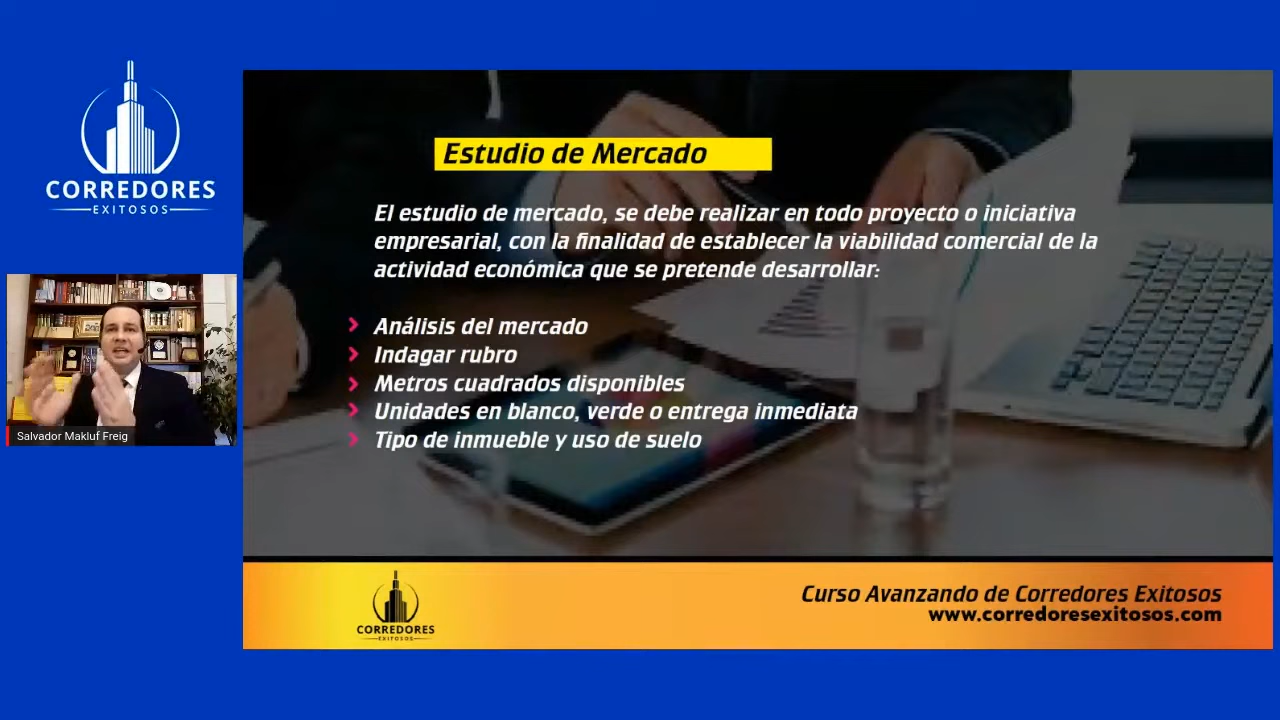 CORREDORES
EXITOSOS
Salvador Makluf Freig
Estudio de Mercado
El estudio de mercado, se debe realizar en todo proyecto o iniciativa
empresarial, con la finalidad de establecer la viabilidad comercial de la
actividad económica que se pretende desarrollar:
Análisis del mercado
Indagar rubro
Metros cuadrados disponibles
Unidades en blanco, verde o entrega inmediata
Tipo de inmueble y uso de suelo
CORREDORES
EXITOSOS
Curso Avanzando de Corredores Exitosos
www.corredoresexitosos.com